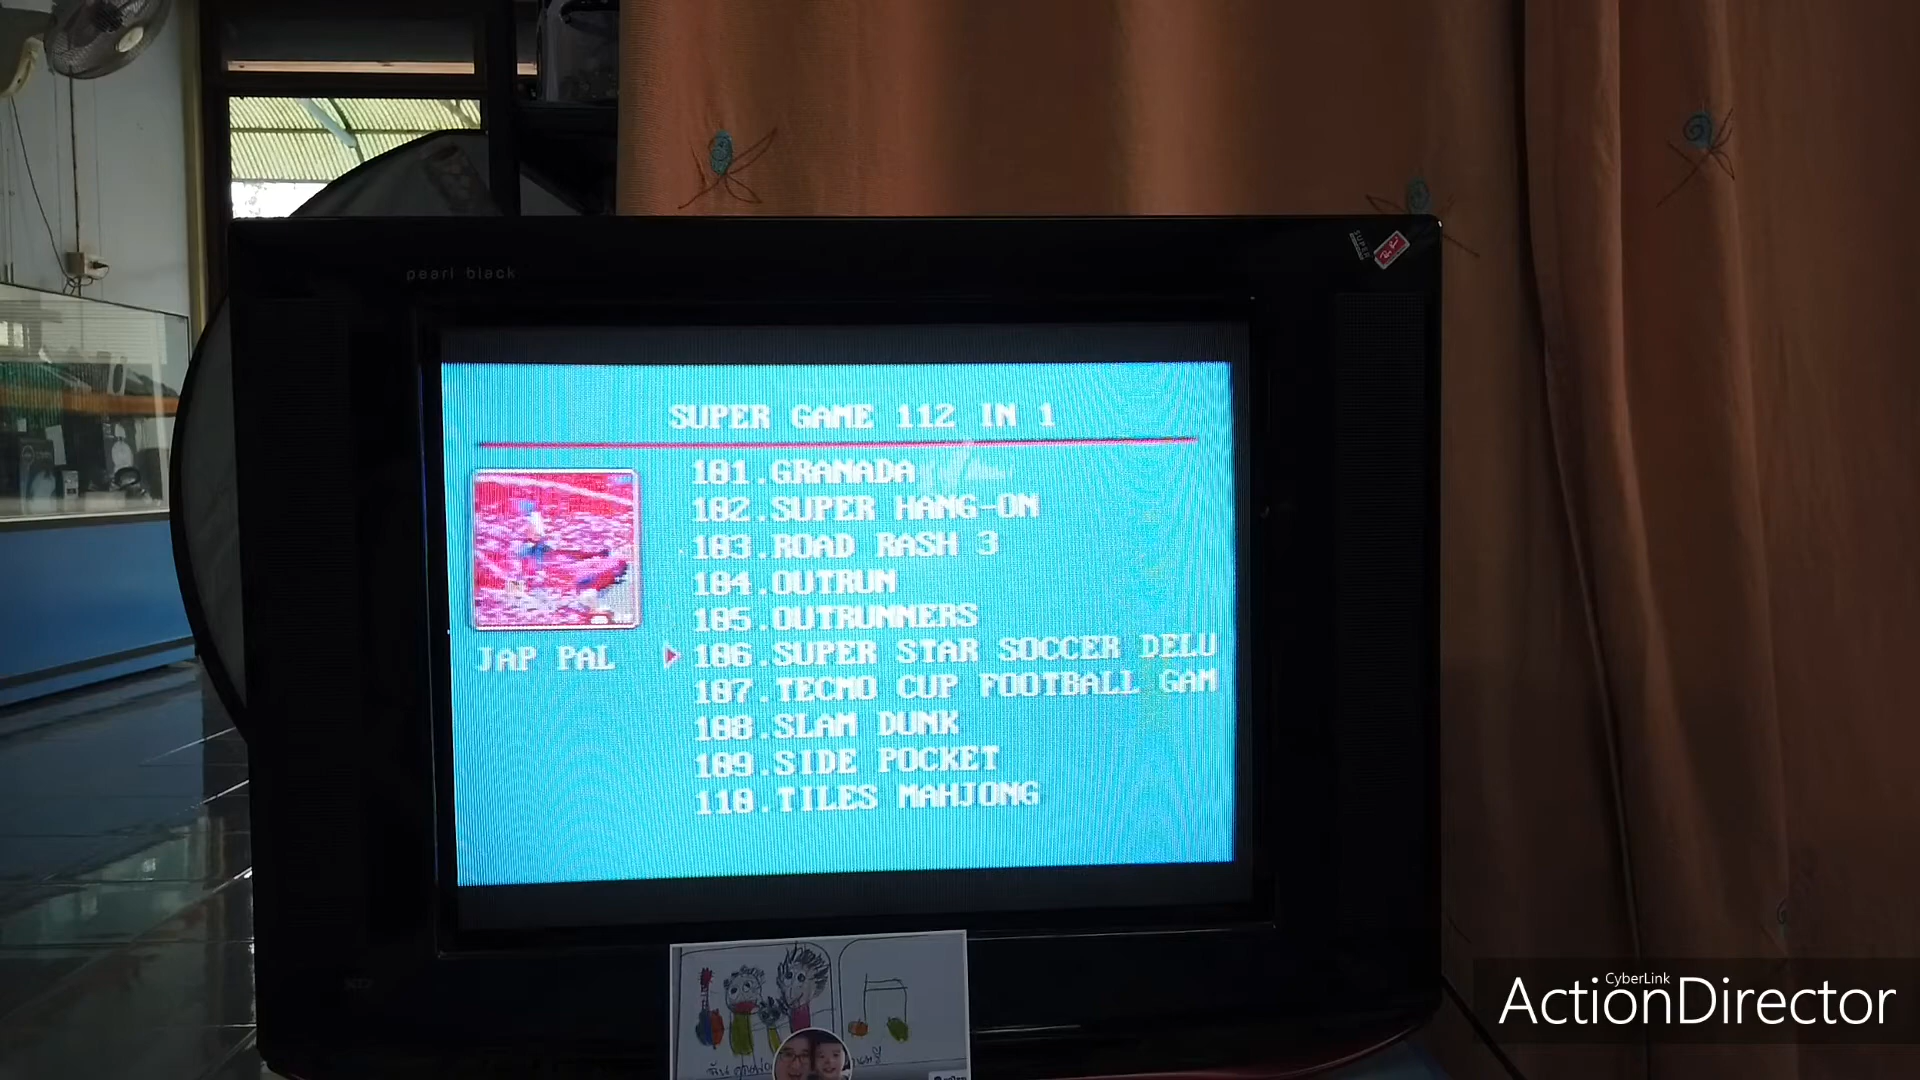 pearl black
SUPER
SUPER GAME 112 IN 1
101.GRANADA
102.SUPER HANG-ON
103.ROAD RASH 3
104.OUTRUN
105.OUTRUNNERS
JAP PAL
106.SUPER STAR SOCCER DELU
107.TECMO CUP FOOTBALL GAM
108.SLAM DUNK
109.SIDE POCKET
110.TILES MAHJONG
CyberLink
ActionDirector